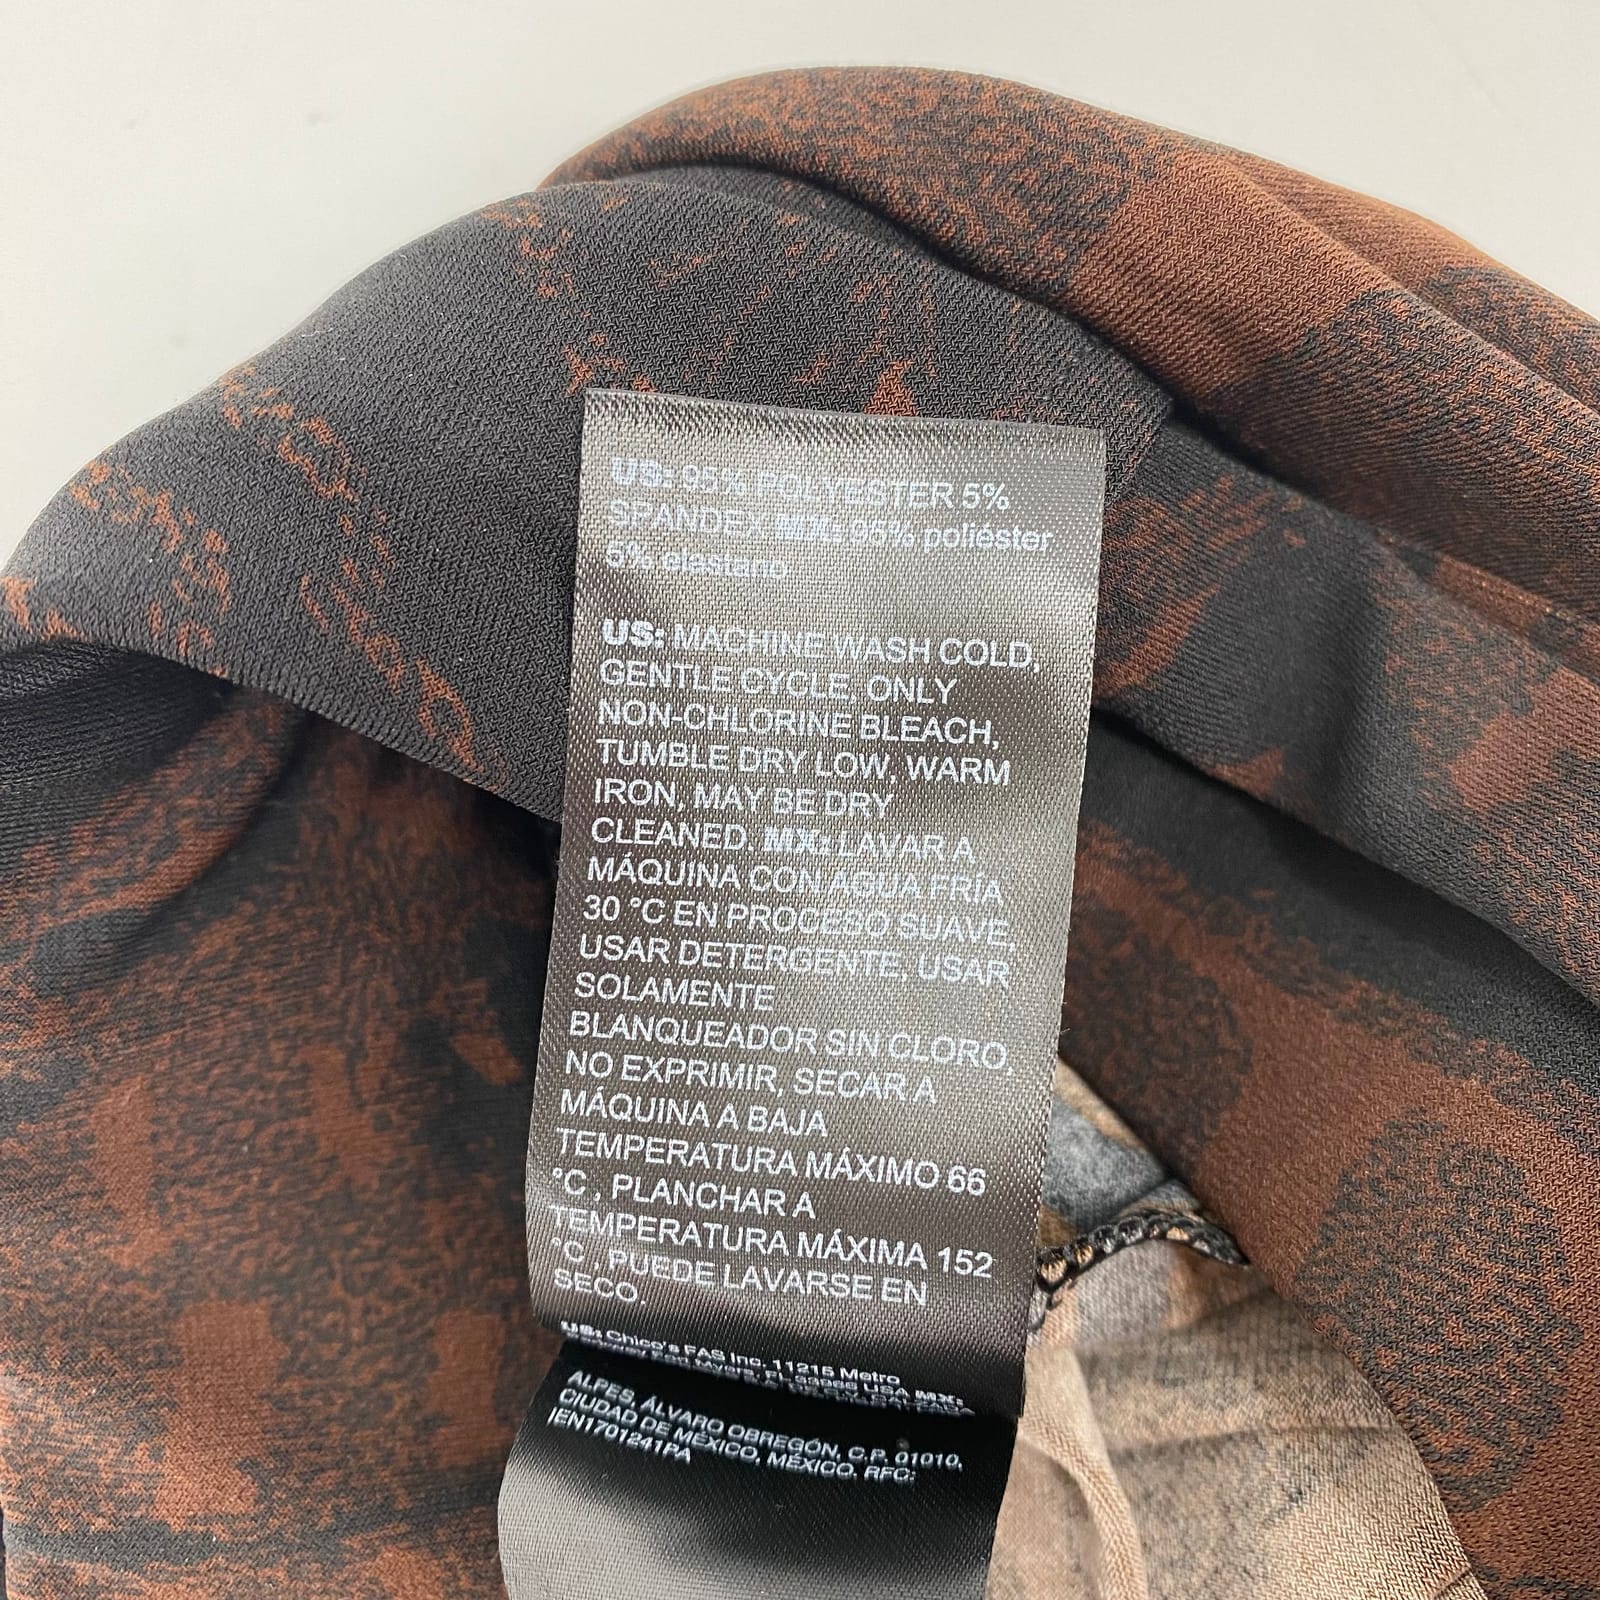 US: 95% POLYESTER 5%
SPANDEX MX: 95% poliéster
5% elastano
US: MACHINE WASH COLD,
GENTLE CYCLE, ONLY
NON-CHLORINE BLEACH,
TUMBLE DRY LOW, WARM
IRON, MAY BE DRY
CLEANED. MX: LAVAR A
MÁQUINA CON AGUA FRÍA
30 °C EN PROCESO SUAVE,
USAR DETERGENTE, USAR
SOLAMENTE
BLANQUEADOR SIN CLORO,
NO EXPRIMIR, SECAR A
MÁQUINA A BAJA
TEMPERATURA MÁXIMO 66
°C , PLANCHAR A
TEMPERATURA MÁXIMA 152
°C , PUEDE LAVARSE EN
SECO.
US: Chico's FAS Inc. 11215 Metro
USA MX:
ALPES, ÁLVARO OBREGÓN, C.P. 01010,
CIUDAD DE MÉXICO, MÉXICO. RFC:
IEN1701241PA